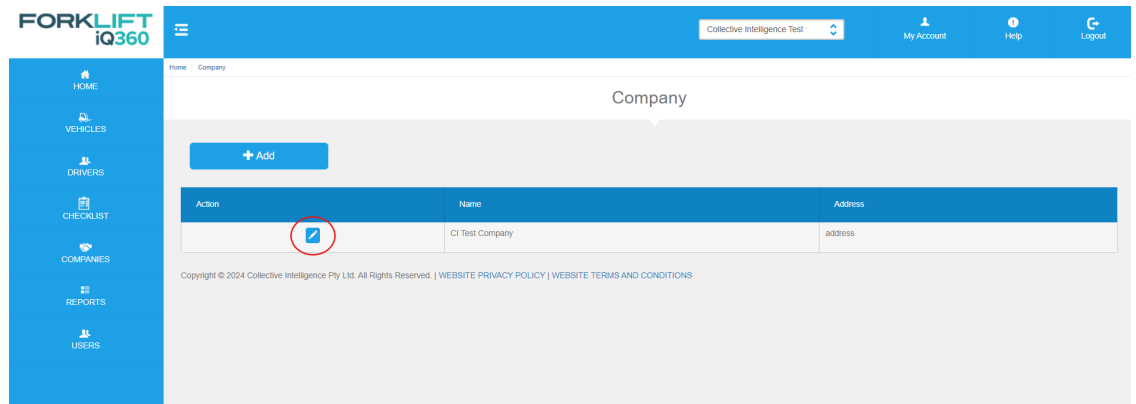 FORKLIFT
iQ360
Collective Intelligence Test
My Account
Help
Logout
Home Company
HOME
VEHICLES
DRIVERS
CHECKLIST
COMPANIES
REPORTS
USERS
Company
Add
Action Name Address
CI Test Company address
Copyright © 2024 Collective Intelligence Pty Ltd. All Rights Reserved. | WEBSITE PRIVACY POLICY | WEBSITE TERMS AND CONDITIONS